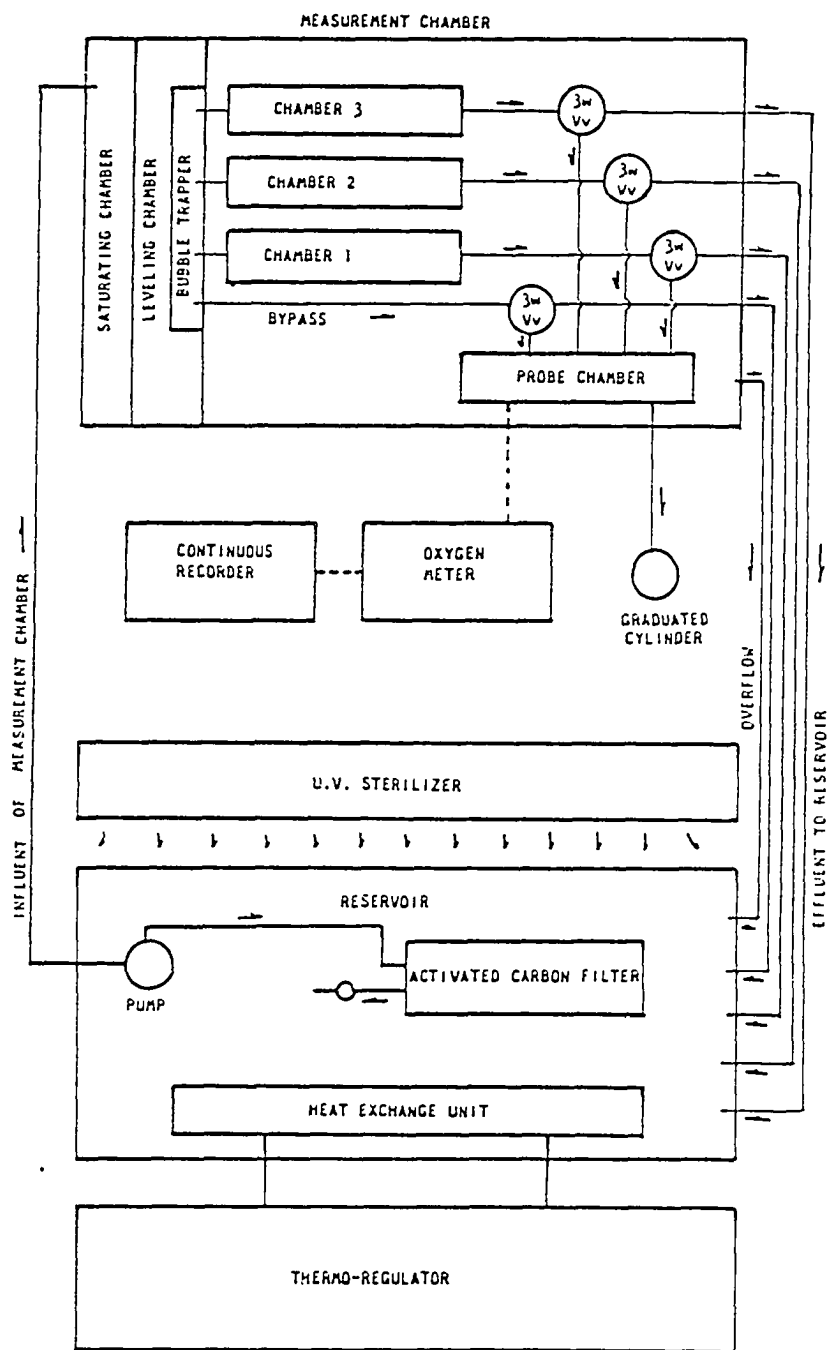 MEASUREMENT CHAMBER
SATURATING CHAMBER
LEVELING CHAMBER
BUBBLE TRAPPER
CHAMBER 3
3w
Vv
CHAMBER 2
3w
Vv
CHAMBER 1
3w
Vv
BYPASS
3w
Vv
PROBE CHAMBER
CONTINUOUS
RECORDER
OXYGEN
METER
GRADUATED
CYLINDER
INFLUENT OF MEASUREMENT CHAMBER
OVERFLOW
EFFLUENT TO RESERVOIR
U.V. STERILIZER
RESERVOIR
PUMP
ACTIVATED CARBON FILTER
HEAT EXCHANGE UNIT
THERMO-REGULATOR